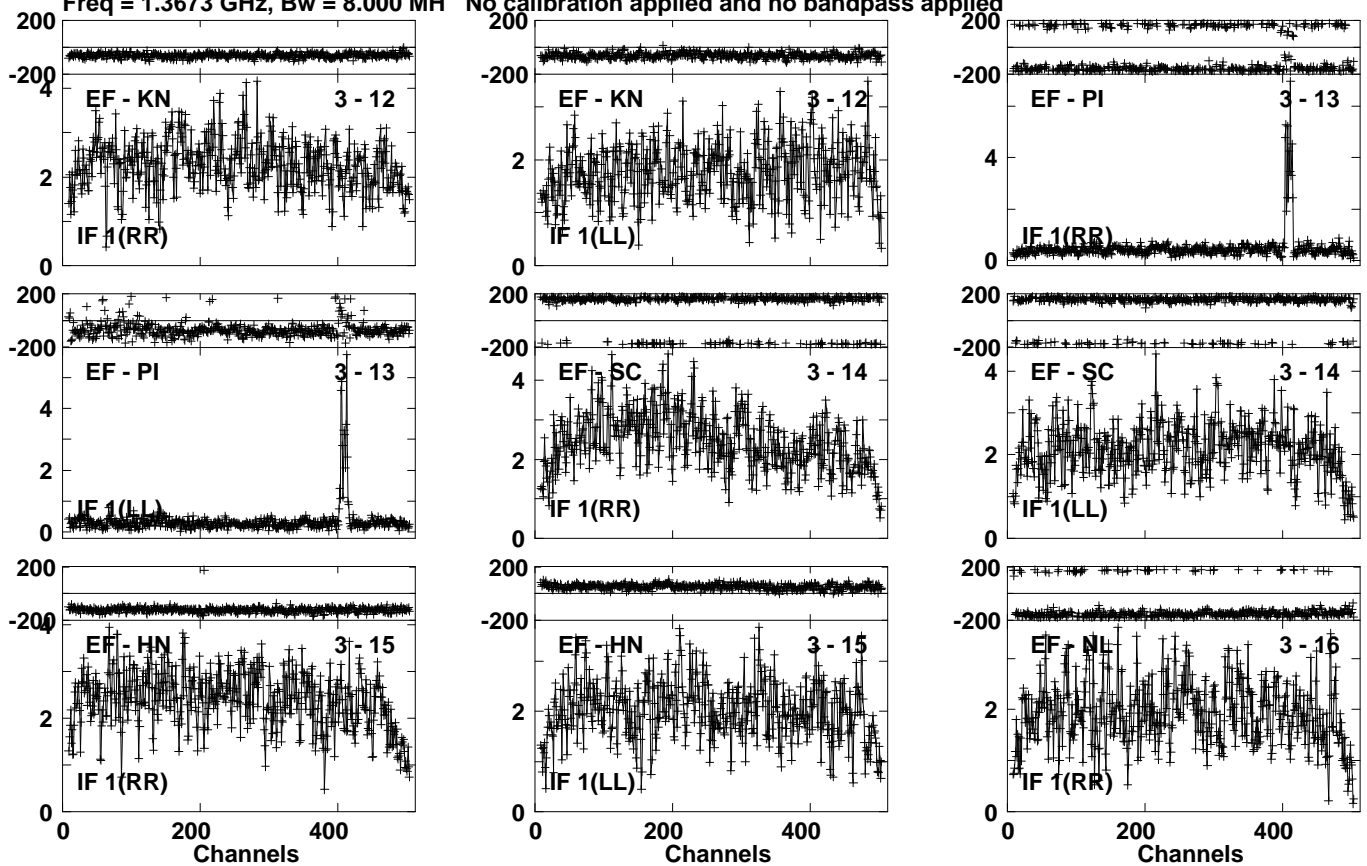 Freq = 1.3673 GHz, Bw = 8.000 MH No calibration applied and no bandpass applied
200
-200
4
2
0
EF - KN 3 - 12
IF 1(RR)
2
0
EF - KN 3 - 12
IF 1(LL)
200
-200
4
0
EF - PI 3 - 13
IF 1(RR)
200
-200
4
2
0
EF - PI 3 - 13
IF 1(LL)
200
-200
4
2
0
EF - SC 3 - 14
IF 1(RR)
200
-200
4
2
0
EF - SC 3 - 14
IF 1(LL)
200
-200
4
2
0
EF - HN 3 - 15
IF 1(RR)
0 200 400
Channels
200
-200
2
0
EF - HN 3 - 15
IF 1(LL)
0 200 400
Channels
200
-200
2
0
EF - NL 3 - 16
IF 1(RR)
0 200 400
Channels